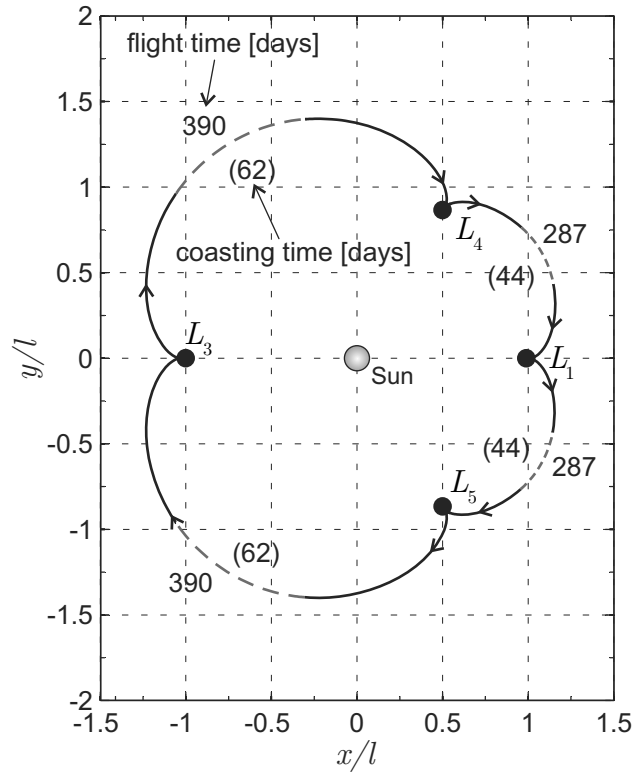 2
flight time [days]
1.5
390
(62)
1
L₄
287
coasting time [days]
0.5
(44)
L₃
L₁
y/l
0
Sun
-0.5
(44)
287
L₅
-1
(62)
390
-1.5
-2
-1.5 -1 -0.5 0 0.5 1 1.5
x/l